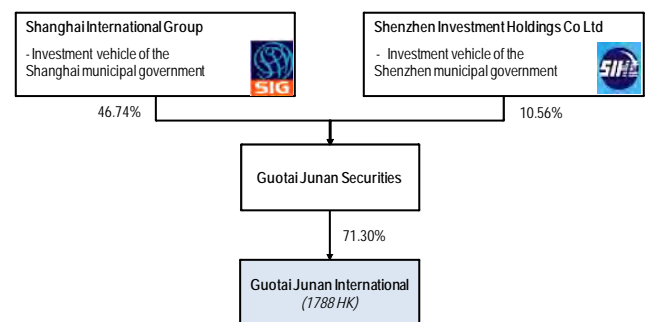 Shanghai International Group
- Investment vehicle of the
Shanghai municipal government
SIG
Shenzhen Investment Holdings Co Ltd
- Investment vehicle of the
Shenzhen municipal government
SIHC
46.74%
10.56%
Guotai Junan Securities
71.30%
Guotai Junan International
(1788 HK)